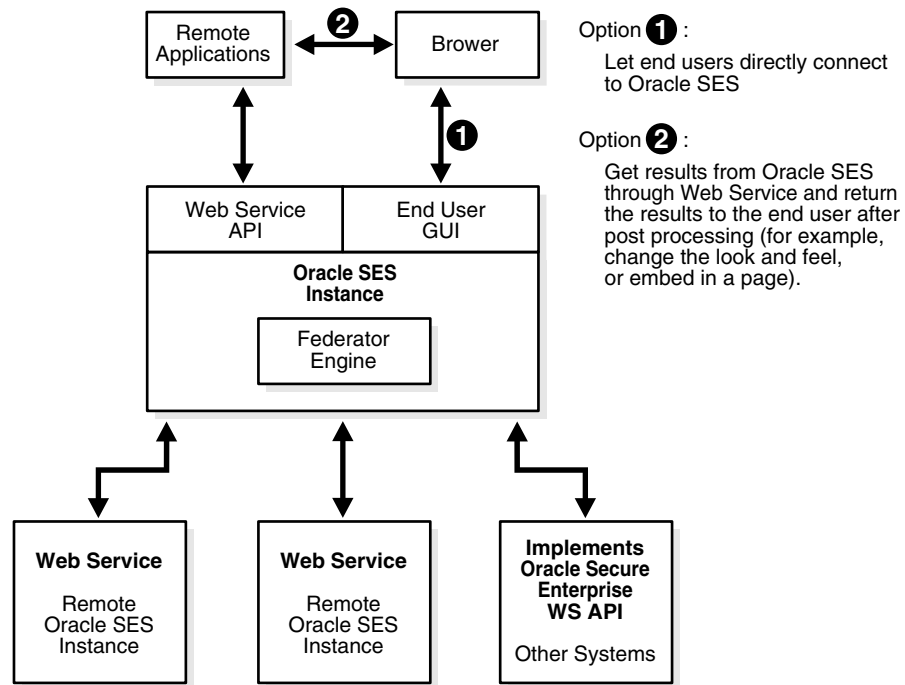 Remote
Applications
2
Brower
1
Web Service
API
End User
GUI
Oracle SES
Instance
Federator
Engine
Web Service
Remote
Oracle SES
Instance
Web Service
Remote
Oracle SES
Instance
Implements
Oracle Secure
Enterprise
WS API
Other Systems
Option 1 :
Let end users directly connect
to Oracle SES
Option 2 :
Get results from Oracle SES
through Web Service and return
the results to the end user after
post processing (for example,
change the look and feel,
or embed in a page).